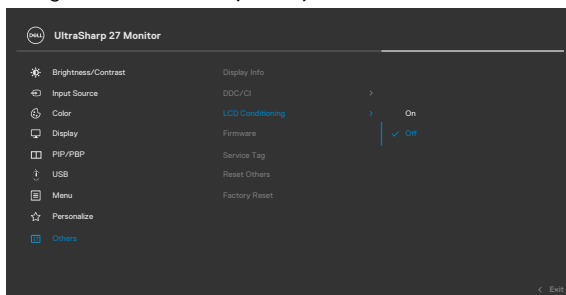 DELL UltraSharp 27 Monitor
Brightness/Contrast Display Info
Input Source DDC/CI >
Color LCD Conditioning > On
Display Firmware ✓ Off
PIP/PBP Service Tag
USB Reset Others
Menu Factory Reset
Personalize
Others
< Exit